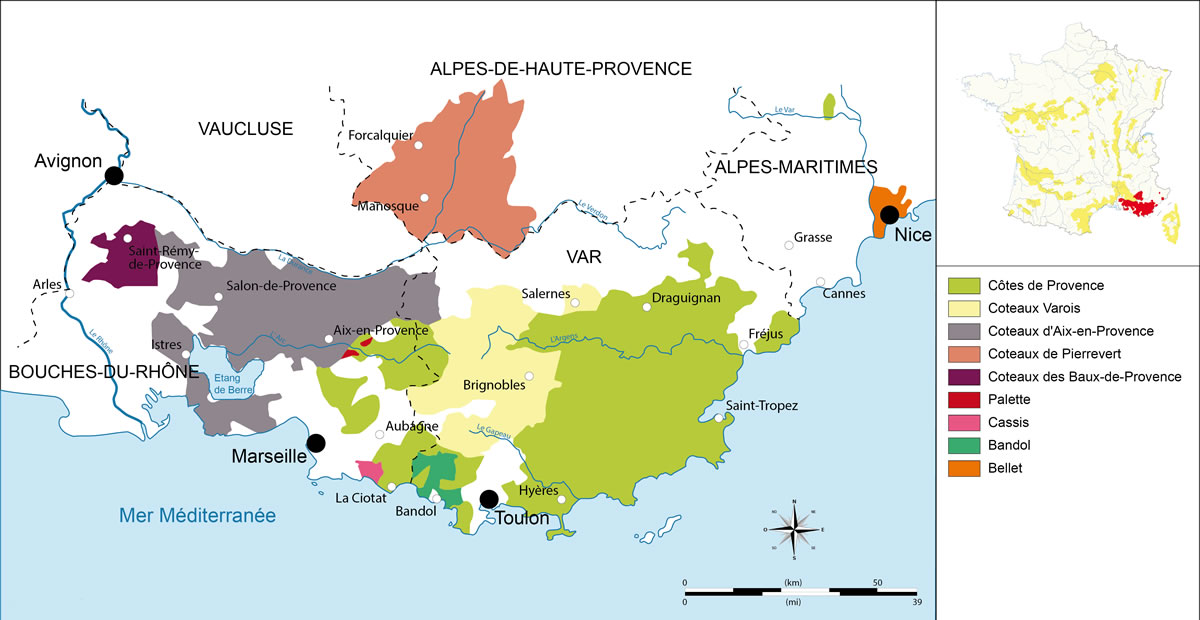 ALPES-DE-HAUTE-PROVENCE
VAUCLUSE
Forcalquier
Le Var
Avignon
ALPES-MARITIMES
Manosque
Le Verdon
Nice
Grasse
Saint-Rémy-
de-Provence
VAR
La Durance
Arles
Salon-de-Provence
Salernes
Draguignan
Cannes
Le Rhône
Istres
L'Arc
Aix-en-Provence
L'Argens
Fréjus
BOUCHES-DU-RHÔNE
Etang
de Berre
Brignobles
Saint-Tropez
Aubagne
Le Gapeau
Marseille
La Ciotat
Bandol
Hyères
Toulon
Mer Méditerranée
N
O
E
S
0
(km)
50
0
(mi)
39
Côtes de Provence
Coteaux Varois
Coteaux d'Aix-en-Provence
Coteaux de Pierrevert
Coteaux des Baux-de-Provence
Palette
Cassis
Bandol
Bellet